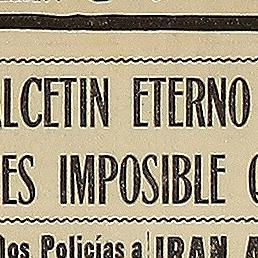 ALCETIN ETERNO
ES IMPOSIBLE
Dos Policías a IRAN A